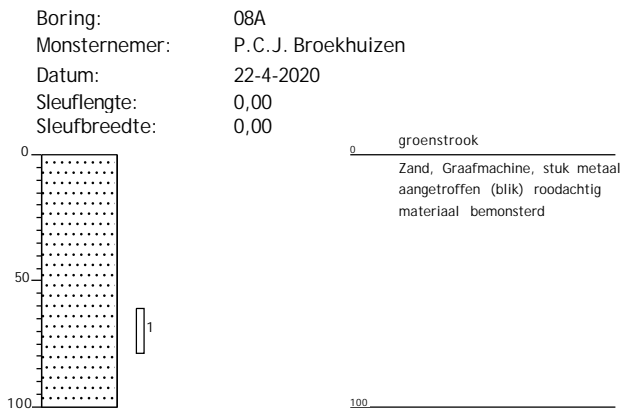 Boring: 08A
Monsternemer: P.C.J. Broekhuizen
Datum: 22-4-2020
Sleuflengte: 0,00
Sleufbreedte: 0,00
0
50
100
1
0 groenstrook
Zand, Graafmachine, stuk metaal
aangetroffen (blik) roodachtig
materiaal bemonsterd
100